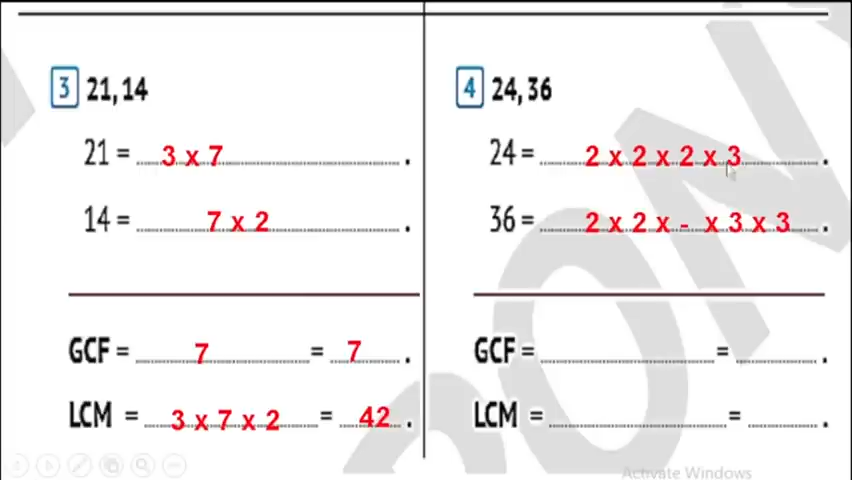 3 21, 14
21 = 3 x 7 .
14 = 7 x 2 .
GCF = 7 = 7 .
LCM = 3 x 7 x 2 = 42 .
4 24, 36
24 = 2 x 2 x 2 x 3 .
36 = 2 x 2 x - x 3 x 3 .
GCF = = .
LCM = = .
Activate Windows